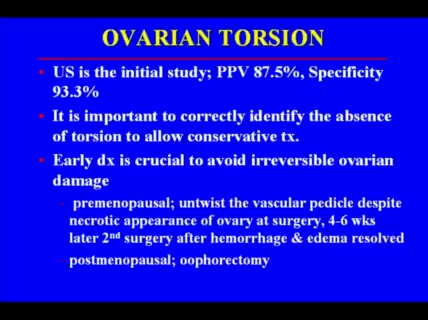 OVARIAN TORSION
• US is the initial study; PPV 87.5%, Specificity
93.3%
• It is important to correctly identify the absence
of torsion to allow conservative tx.
• Early dx is crucial to avoid irreversible ovarian
damage
– premenopausal; untwist the vascular pedicle despite
necrotic appearance of ovary at surgery, 4-6 wks
later 2nd surgery after hemorrhage & edema resolved
– postmenopausal; oophorectomy